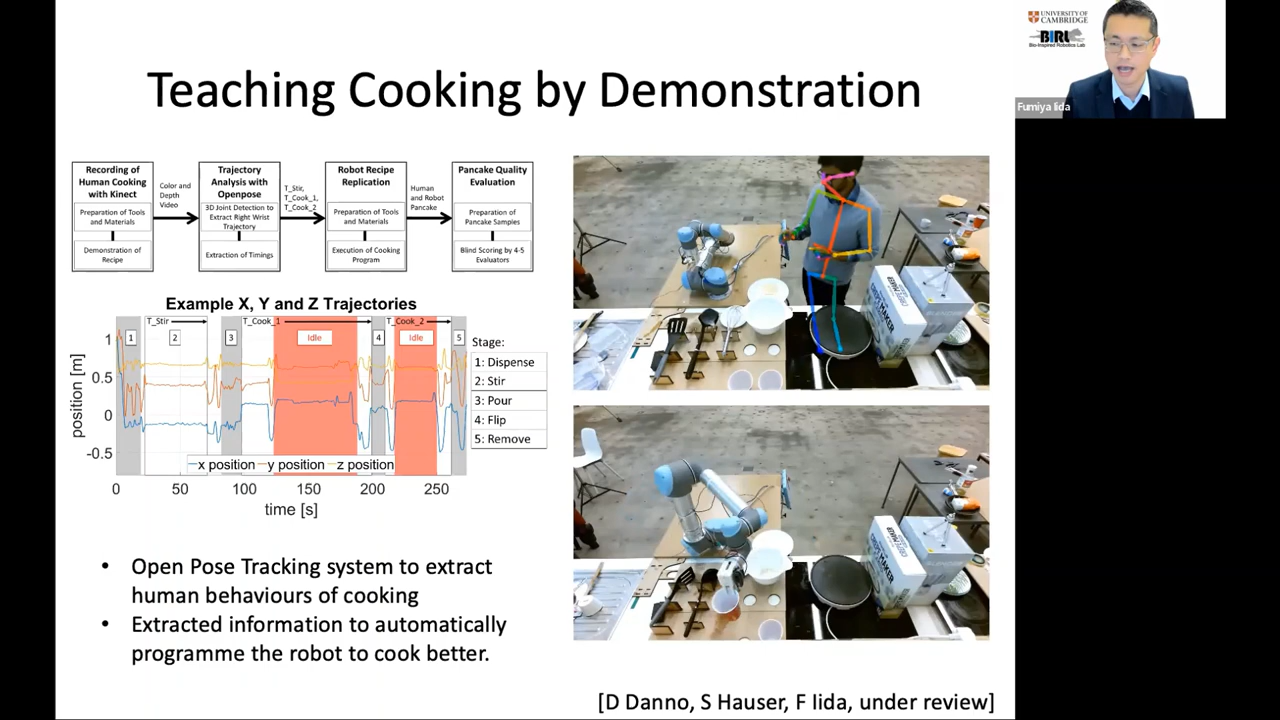 UNIVERSITY OF
CAMBRIDGE
BIRL
Bio-Inspired Robotics Lab
Fumiya Iida
Teaching Cooking by Demonstration
Recording of
Human Cooking
with Kinect
Preparation of Tools
and Materials
Demonstration of
Recipe
Color and
Depth
Video
Trajectory
Analysis with
Openpose
3D Joint Detection to
Extract Right Wrist
Trajectory
Extraction of Timings
T_Stir,
T_Cook_1,
T_Cook_2
Robot Recipe
Replication
Preparation of Tools
and Materials
Execution of Cooking
Program
Human
and Robot
Pancake
Pancake Quality
Evaluation
Preparation of
Pancake Samples
Blind Scoring by 4-5
Evaluators
Example X, Y and Z Trajectories
T_Stir
T_Cook_1
T_Cook_2
1
2
3
Idle
4
Idle
5
1
0.5
0
-0.5
position [m]
x position
y position
z position
0 50 100 150 200 250
time [s]
Stage:
1: Dispense
2: Stir
3: Pour
4: Flip
5: Remove
• Open Pose Tracking system to extract
human behaviours of cooking
• Extracted information to automatically
programme the robot to cook better.
[D Danno, S Hauser, F Iida, under review]